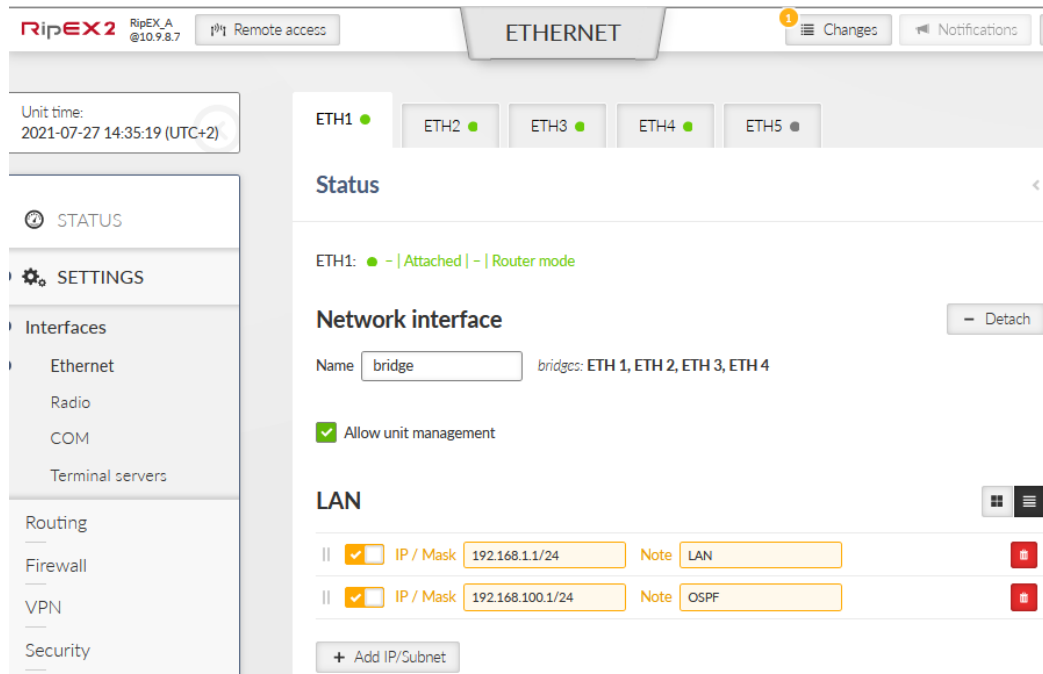 RipEX2 RipEX_A @10.9.8.7 Remote access
ETHERNET
1 Changes Notifications
Unit time:
2021-07-27 14:35:19 (UTC+2)
STATUS
SETTINGS
Interfaces
Ethernet
Radio
COM
Terminal servers
Routing
Firewall
VPN
Security
ETH1 ETH2 ETH3 ETH4 ETH5
Status
ETH1: – | Attached | – | Router mode
Network interface
– Detach
Name bridge bridges: ETH 1, ETH 2, ETH 3, ETH 4
Allow unit management
LAN
IP / Mask 192.168.1.1/24 Note LAN
IP / Mask 192.168.100.1/24 Note OSPF
+ Add IP/Subnet